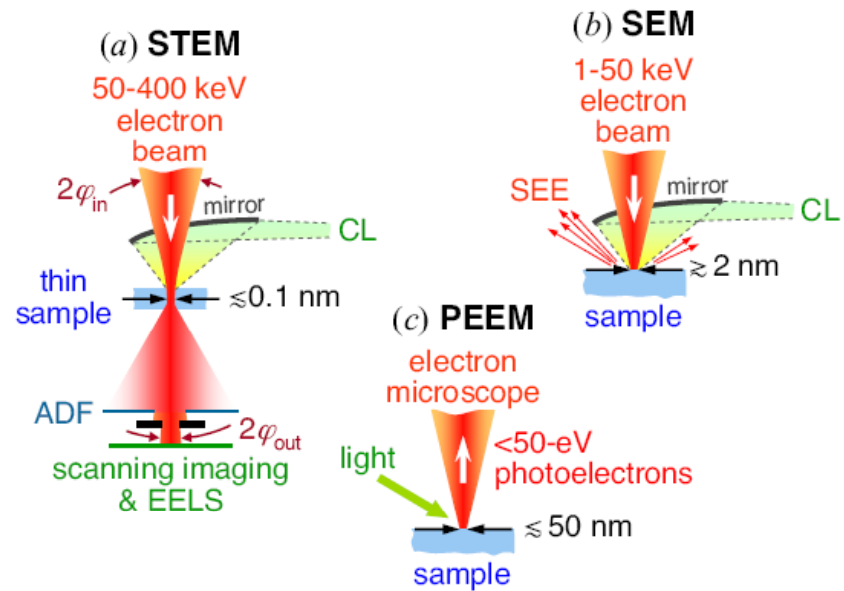 (a) STEM
50-400 keV
electron
beam
2φin
mirror
CL
thin
sample
≲0.1 nm
ADF
2φout
scanning imaging
& EELS
(b) SEM
1-50 keV
electron
beam
SEE
mirror
CL
≳ 2 nm
sample
(c) PEEM
electron
microscope
light
<50-eV
photoelectrons
≲ 50 nm
sample